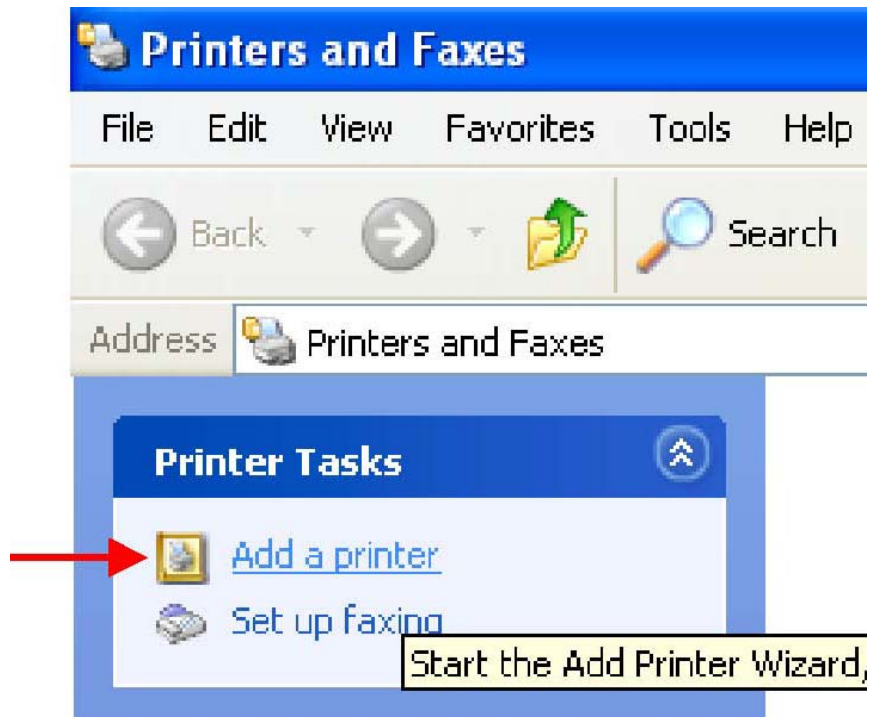 Printers and Faxes
File Edit View Favorites Tools Help
Back Search
Address Printers and Faxes
Printer Tasks
Add a printer
Set up faxing
Start the Add Printer Wizard,